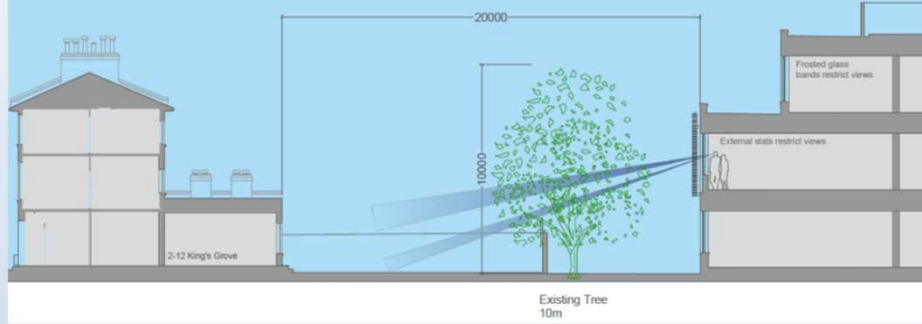 20000
Frosted glass
bands restrict views
External slats restrict views
10000
2-12 King's Grove
Existing Tree
10m